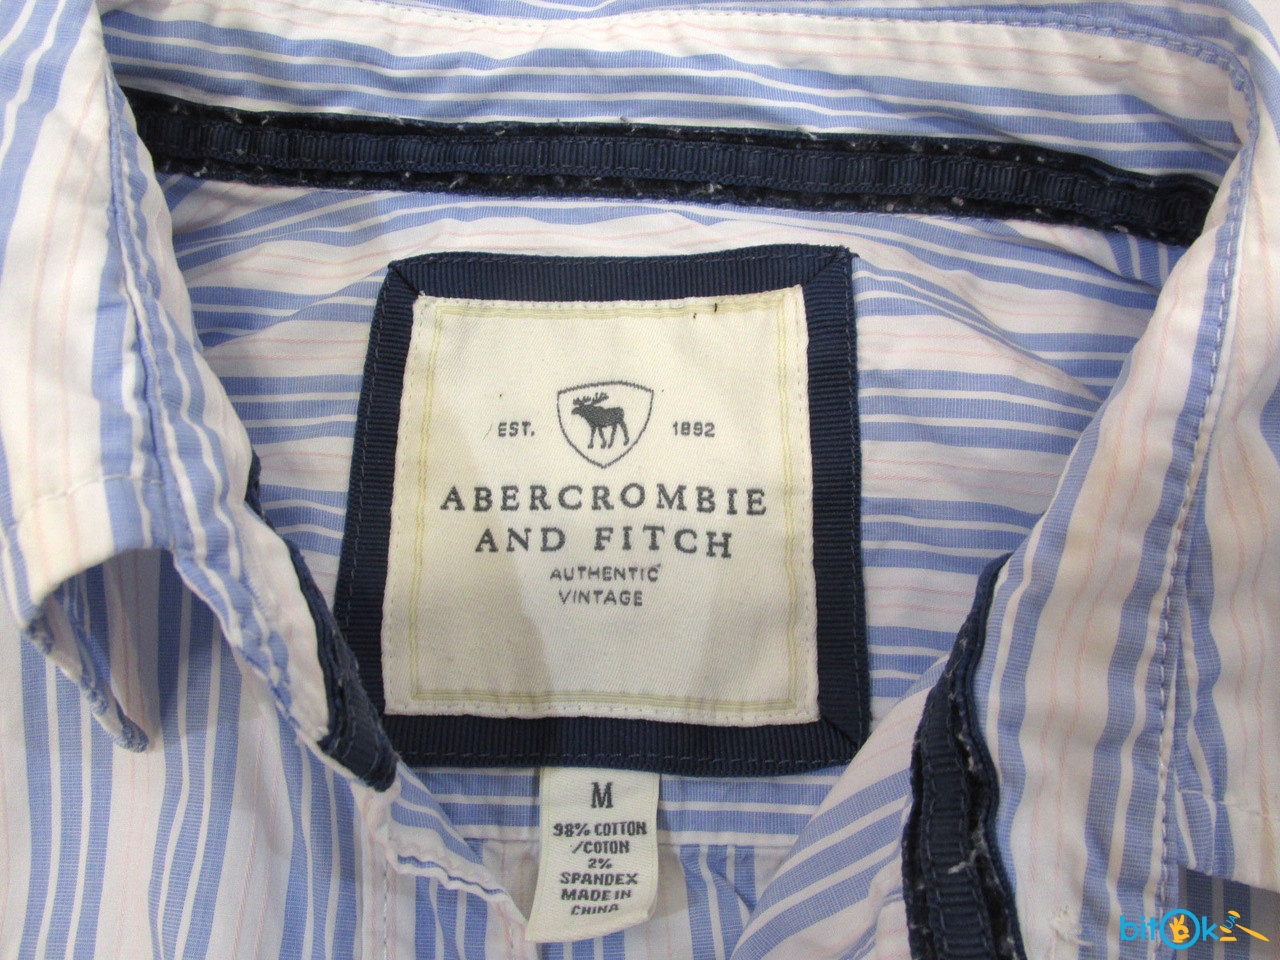 EST. 1892
ABERCROMBIE
AND FITCH
AUTHENTIC
VINTAGE
M
98% COTTON
/COTON
2%
SPANDEX
MADE IN
CHINA
bitOk